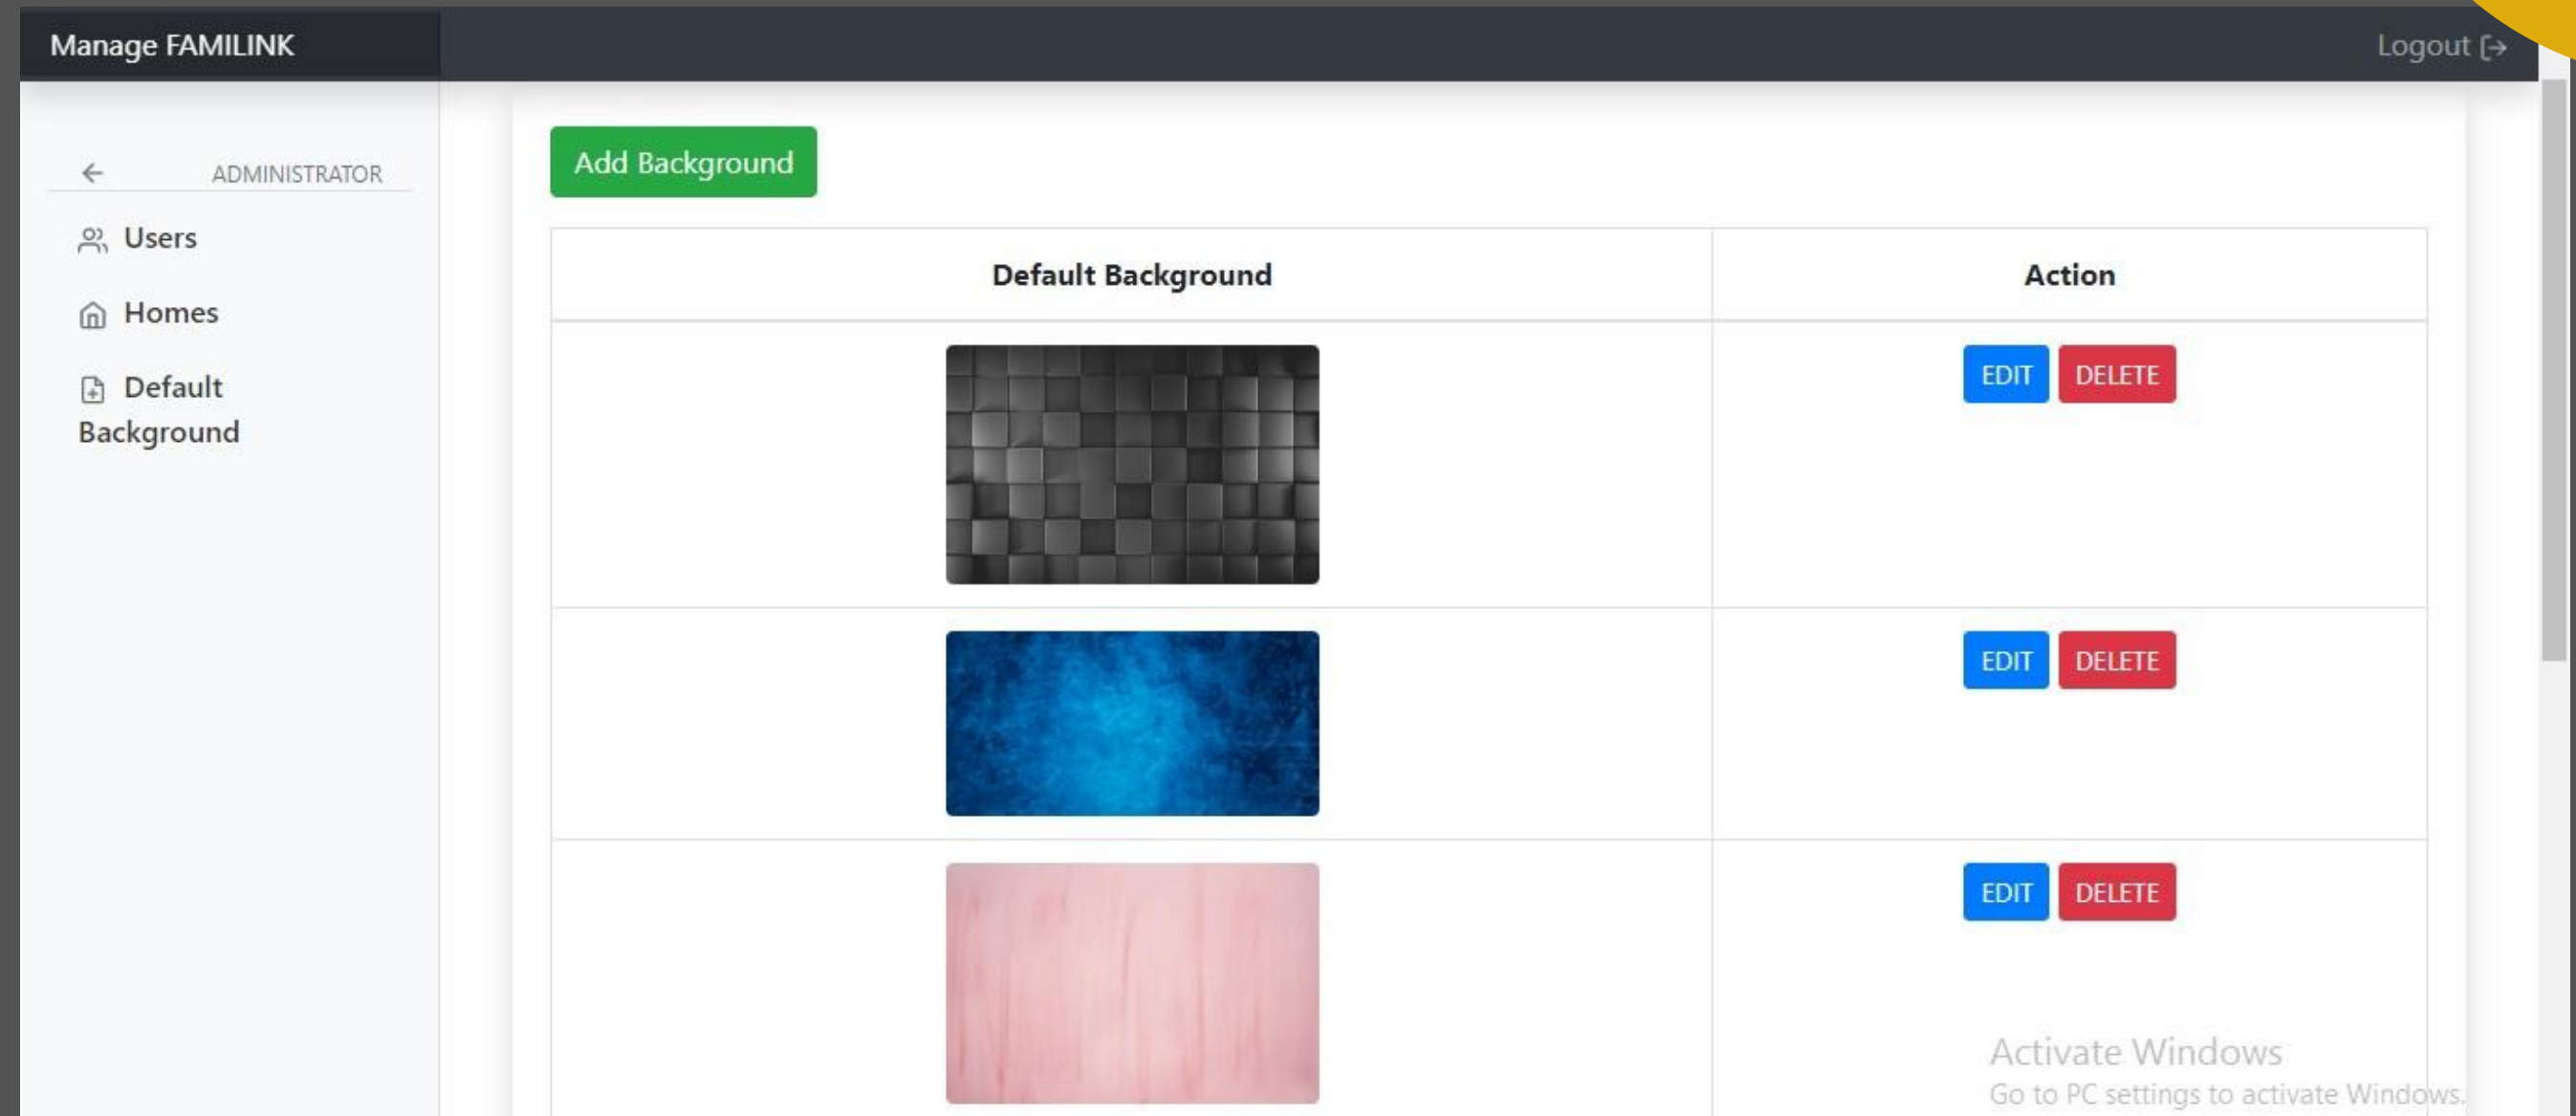 Manage FAMILINK
Logout
ADMINISTRATOR
Users
Homes
Default
Background
Add Background
Default Background Action
EDIT DELETE
EDIT DELETE
EDIT DELETE
Activate Windows
Go to PC settings to activate Windows.